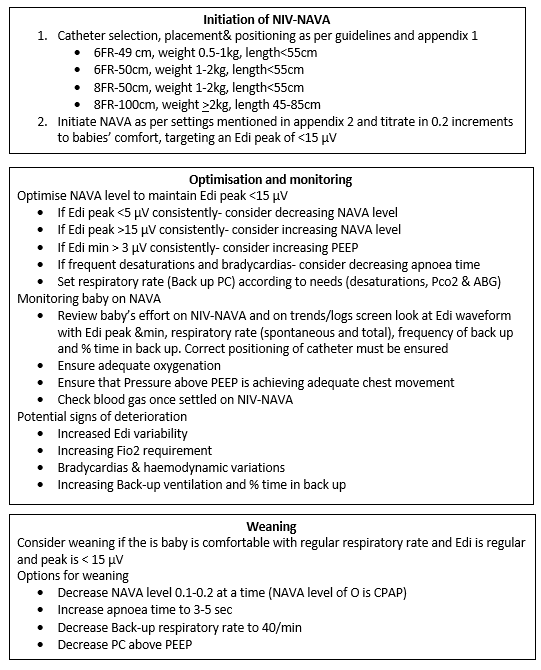 Initiation of NIV-NAVA
1. Catheter selection, placement& positioning as per guidelines and appendix 1
• 6FR-49 cm, weight 0.5-1kg, length<55cm
• 6FR-50cm, weight 1-2kg, length<55cm
• 8FR-50cm, weight 1-2kg, length<55cm
• 8FR-100cm, weight ≥2kg, length 45-85cm
2. Initiate NAVA as per settings mentioned in appendix 2 and titrate in 0.2 increments
to babies’ comfort, targeting an Edi peak of <15 µV
Optimisation and monitoring
Optimise NAVA level to maintain Edi peak <15 µV
• If Edi peak <5 µV consistently- consider decreasing NAVA level
• If Edi peak >15 µV consistently- consider increasing NAVA level
• If Edi min > 3 µV consistently- consider increasing PEEP
• If frequent desaturations and bradycardias- consider decreasing apnoea time
• Set respiratory rate (Back up PC) according to needs (desaturations, Pco2 & ABG)
Monitoring baby on NAVA
• Review baby’s effort on NIV-NAVA and on trends/logs screen look at Edi waveform
with Edi peak &min, respiratory rate (spontaneous and total), frequency of back up
and % time in back up. Correct positioning of catheter must be ensured
• Ensure adequate oxygenation
• Ensure that Pressure above PEEP is achieving adequate chest movement
• Check blood gas once settled on NIV-NAVA
Potential signs of deterioration
• Increased Edi variability
• Increasing Fio2 requirement
• Bradycardias & haemodynamic variations
• Increasing Back-up ventilation and % time in back up
Weaning
Consider weaning if the is baby is comfortable with regular respiratory rate and Edi is regular
and peak is < 15 µV
Options for weaning
• Decrease NAVA level 0.1-0.2 at a time (NAVA level of O is CPAP)
• Increase apnoea time to 3-5 sec
• Decrease Back-up respiratory rate to 40/min
• Decrease PC above PEEP